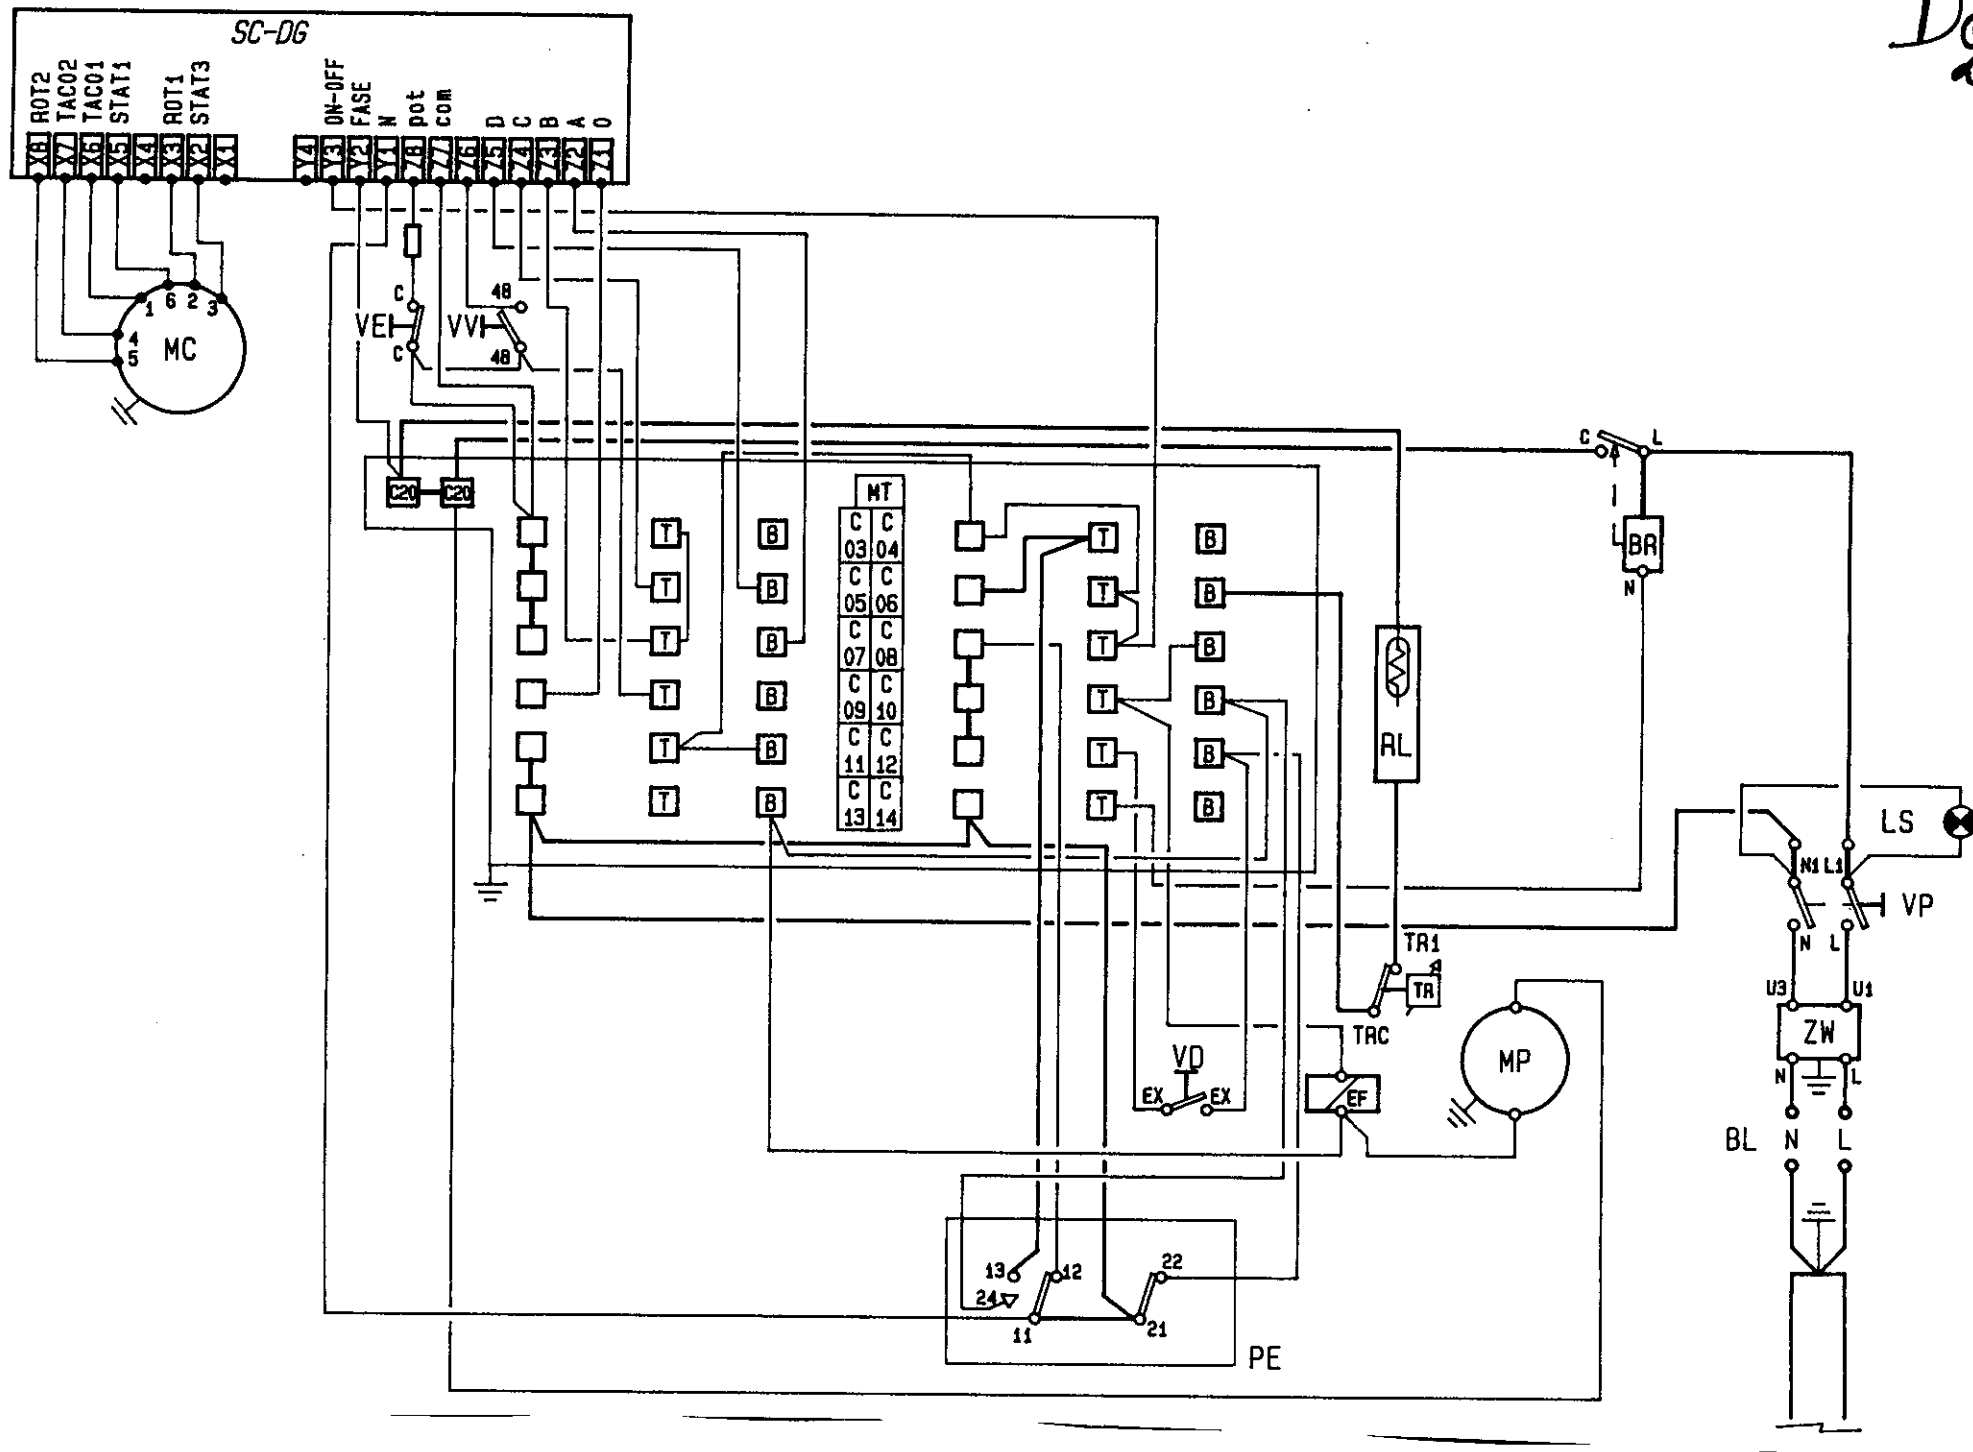 SC-DG
ROT2
TACO2
TACO1
STAT1
ROT1
STAT3
ON-OFF
FASE
N
pot
com
D
C
B
A
0
X8 X7 X6 X5 X4 X3 X2 X1
Y4 Y3 Y2 Y1 Z8 Z7 Z6 Z5 Z4 Z3 Z2 Z1
1 6 2 3
4
5
MC
C
VE
C
48
VV
48
C20 C20
MT
C C
03 04
C C
05 06
C C
07 08
C C
09 10
C C
11 12
C C
13 14
T B T B
T B T B
T B T B
T B T B
T B T B
T B T B
C L
BR
N
RL
LS
N1 L1
VP
N L
TR1
TR
TRC
U3 U1
ZW
N L
MP
VD
EX EX
EF
BL N L
13 12 22
24
11 21
PE